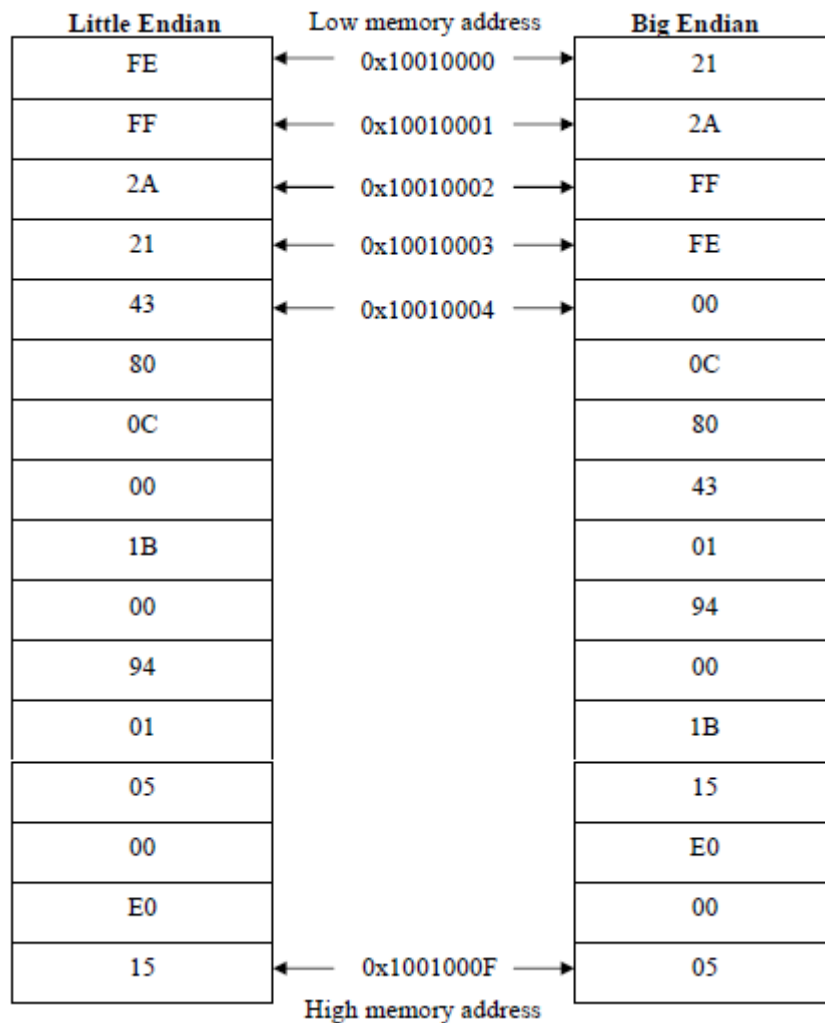 Little Endian Low memory address Big Endian
FE 0x10010000 21
FF 0x10010001 2A
2A 0x10010002 FF
21 0x10010003 FE
43 0x10010004 00
80 0C
0C 80
00 43
1B 01
00 94
94 00
01 1B
05 15
00 E0
E0 00
15 0x1001000F 05
High memory address